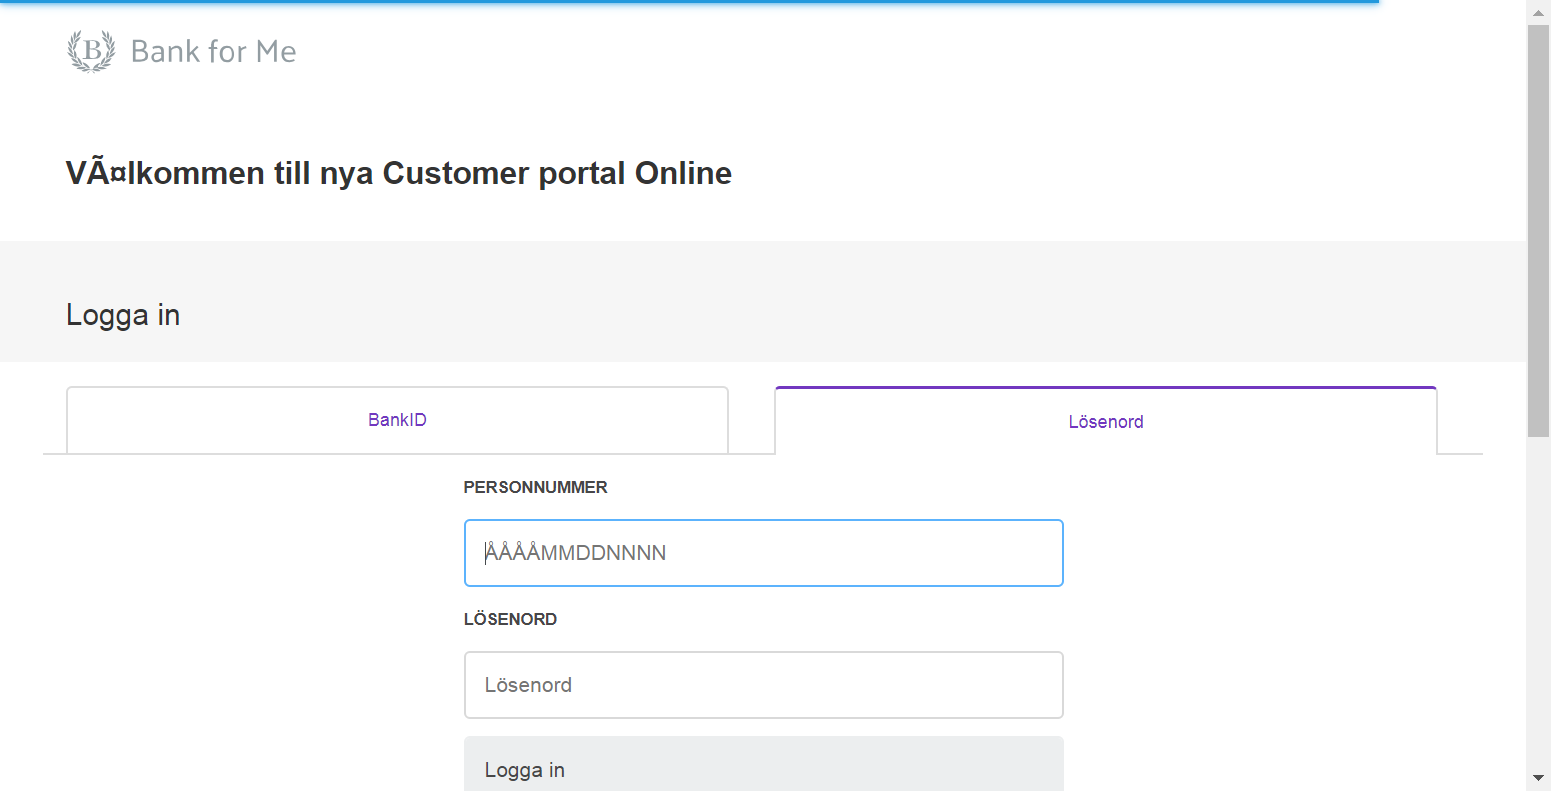 B Bank for Me
VÃ¤lkommen till nya Customer portal Online
Logga in
BankID
Lösenord
PERSONNUMMER
ÅÅÅÅMMDDNNNN
LÖSENORD
Lösenord
Logga in